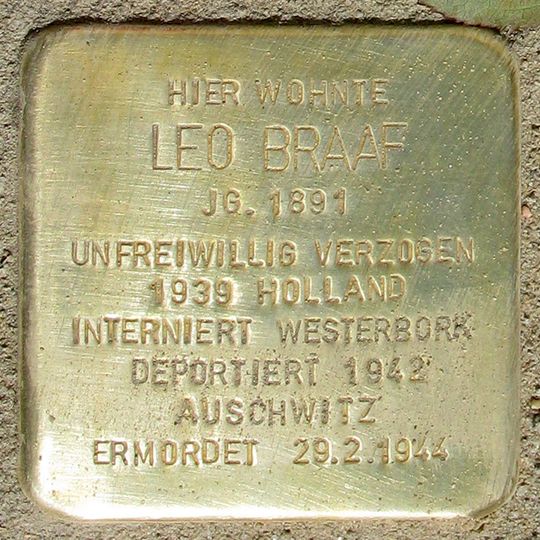 HIER WOHNTE
LEO BRAAF
JG. 1891
UNFREIWILLIG VERZOGEN
1939 HOLLAND
INTERNIERT WESTERBORK
DEPORTIERT 1942
AUSCHWITZ
ERMORDET 29.2.1944